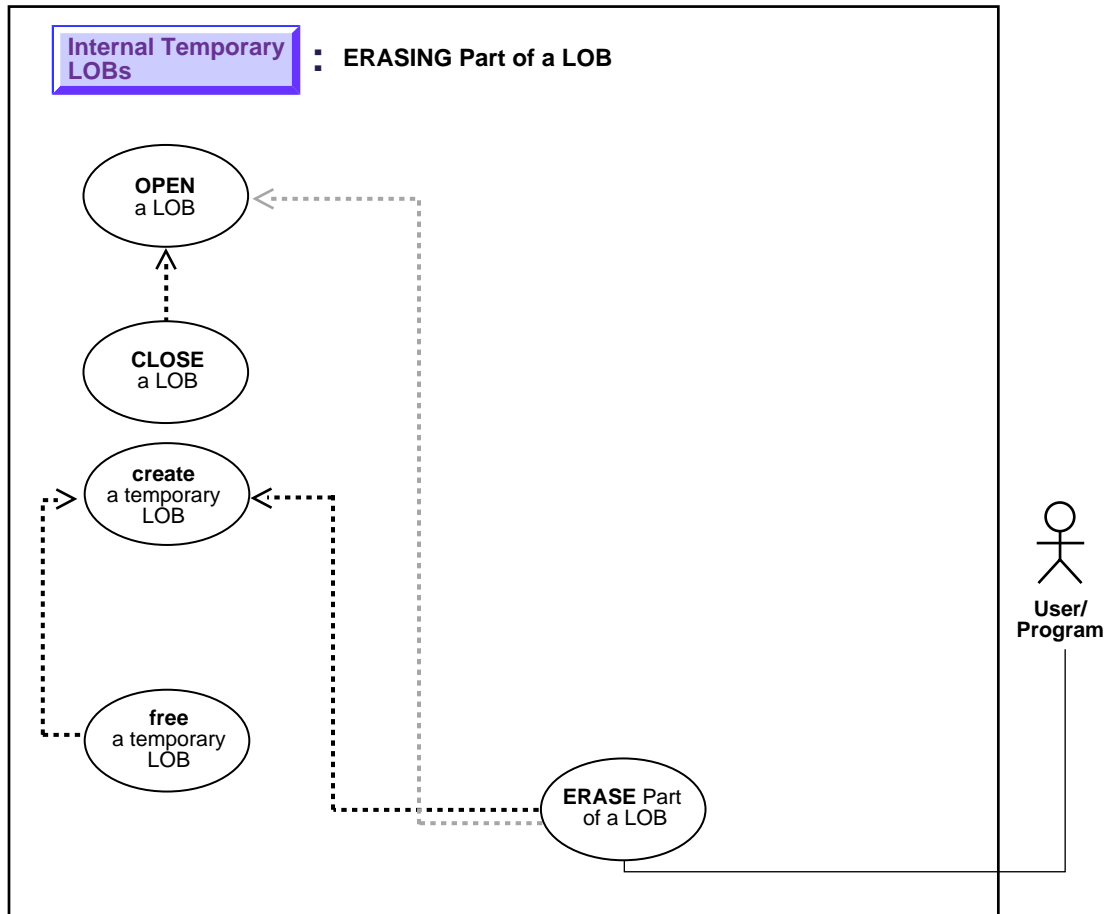 Internal Temporary
LOBs
: ERASING Part of a LOB
OPEN
a LOB
CLOSE
a LOB
create
a temporary
LOB
User/
Program
free
a temporary
LOB
ERASE Part
of a LOB